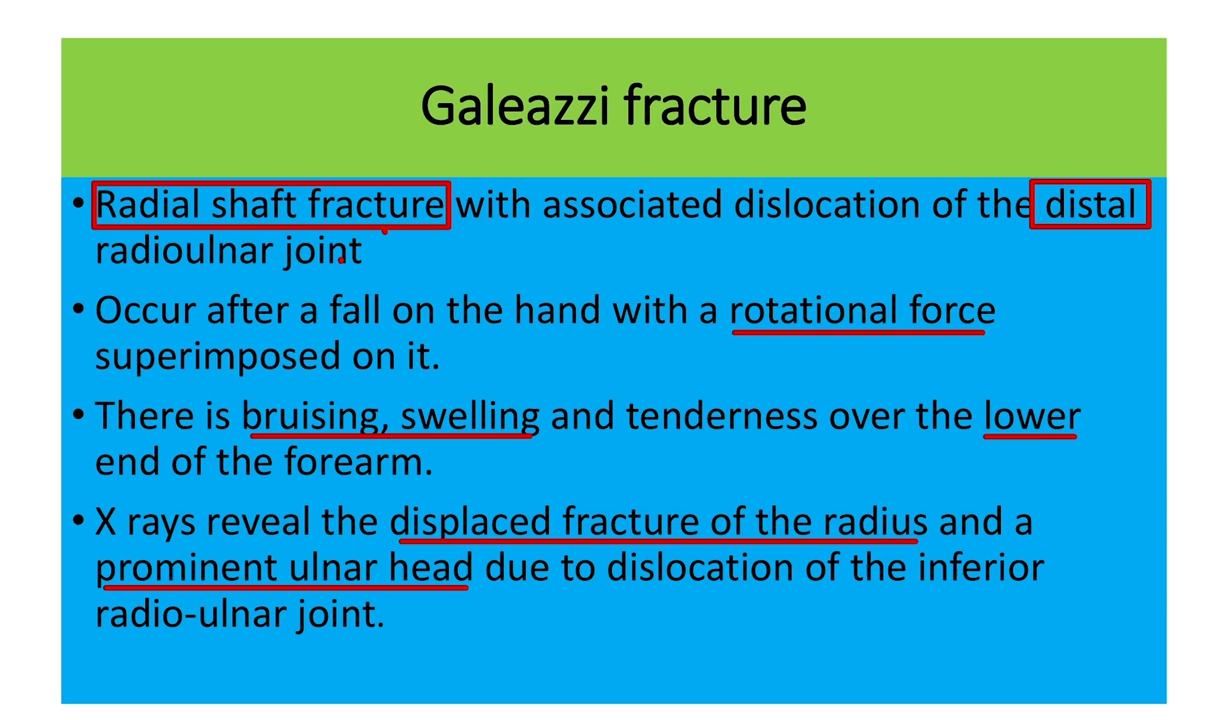 Galeazzi fracture
• Radial shaft fracture with associated dislocation of the distal
radioulnar joint
• Occur after a fall on the hand with a rotational force
superimposed on it.
• There is bruising, swelling and tenderness over the lower
end of the forearm.
• X rays reveal the displaced fracture of the radius and a
prominent ulnar head due to dislocation of the inferior
radio-ulnar joint.